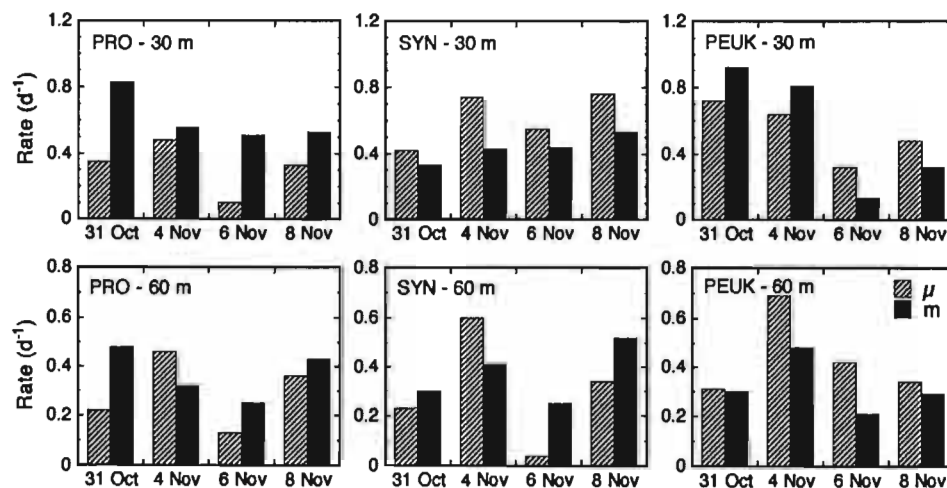 1.2
PRO - 30 m
0.8
Rate (d⁻¹)
0.4
0
31 Oct 4 Nov 6 Nov 8 Nov
1.2
SYN - 30 m
0.8
0.4
0
31 Oct 4 Nov 6 Nov 8 Nov
1.2
PEUK - 30 m
0.8
0.4
0
31 Oct 4 Nov 6 Nov 8 Nov
0.8
PRO - 60 m
0.6
Rate (d⁻¹)
0.4
0.2
0
31 Oct 4 Nov 6 Nov 8 Nov
0.8
SYN - 60 m
0.6
0.4
0.2
0
31 Oct 4 Nov 6 Nov 8 Nov
0.8
PEUK - 60 m
μ
m
0.6
0.4
0.2
0
31 Oct 4 Nov 6 Nov 8 Nov